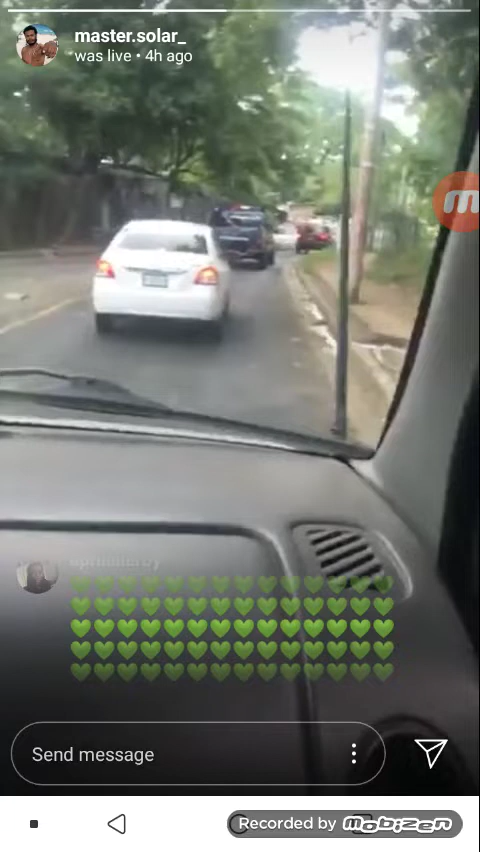 master.solar_
was live • 4h ago
Send message
Recorded by mobizen